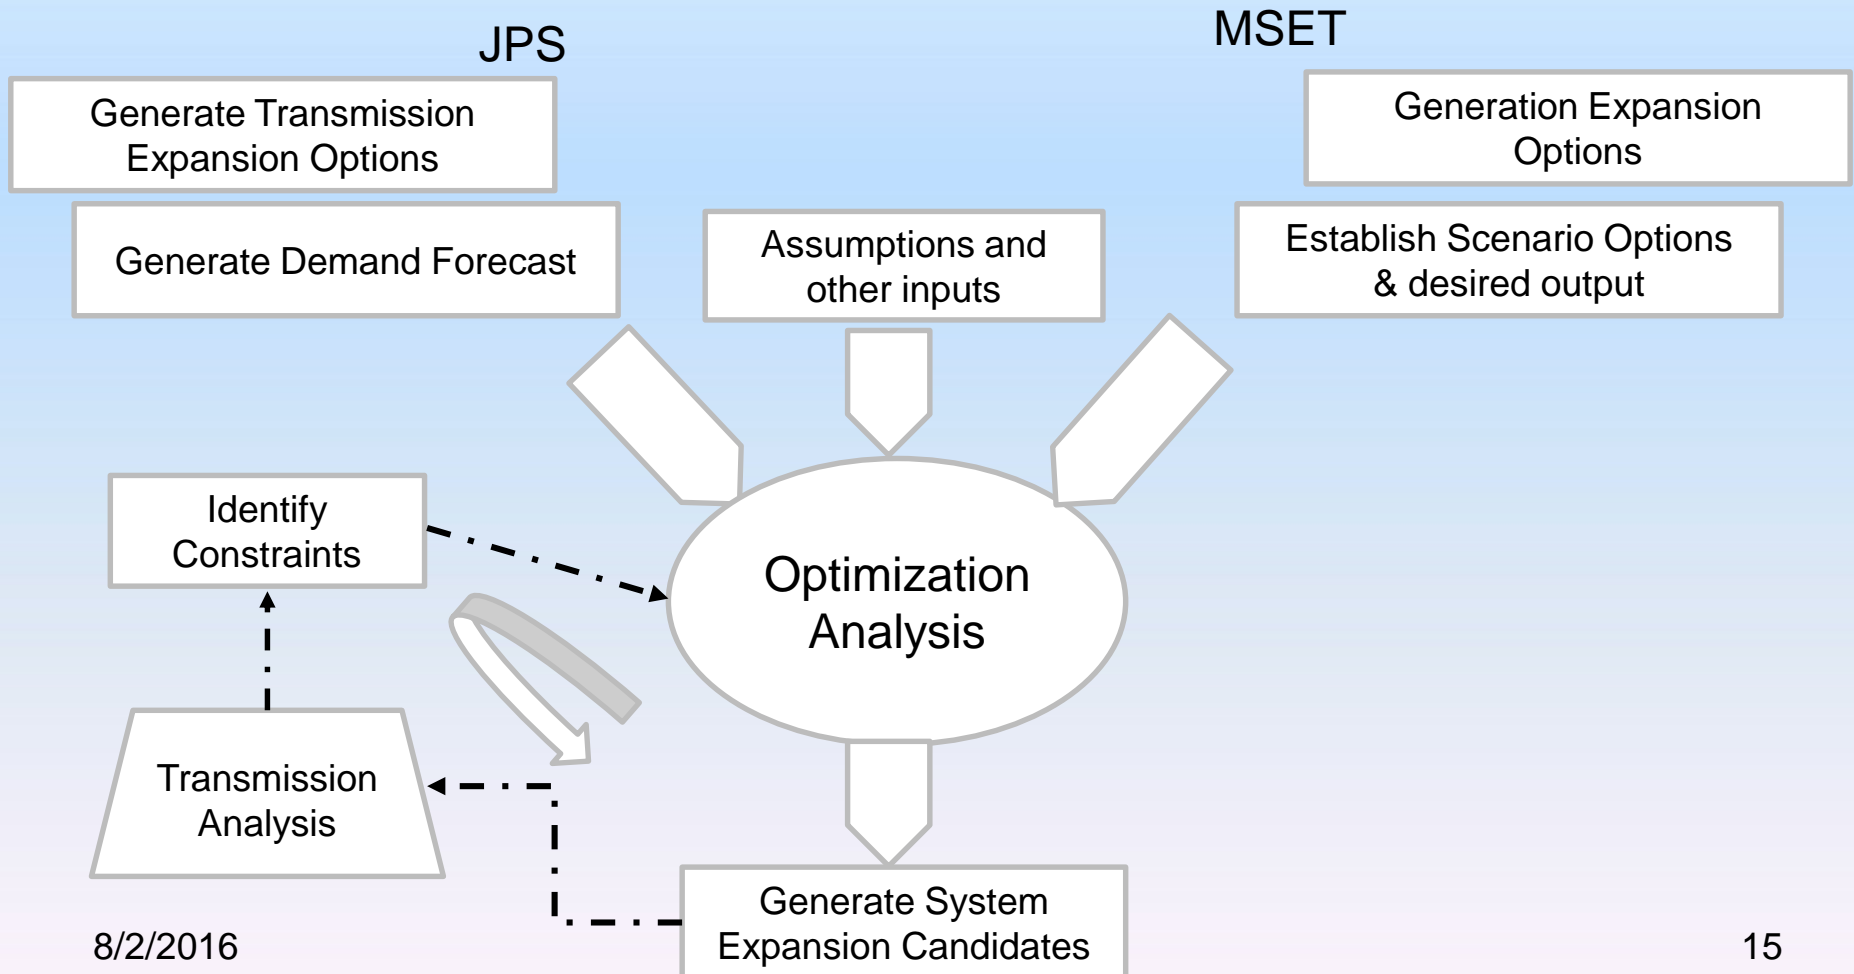 JPS
MSET
Generate Transmission
Expansion Options
Generation Expansion
Options
Generate Demand Forecast
Assumptions and
other inputs
Establish Scenario Options
& desired output
Identify
Constraints
Optimization
Analysis
Transmission
Analysis
Generate System
Expansion Candidates
8/2/2016
15